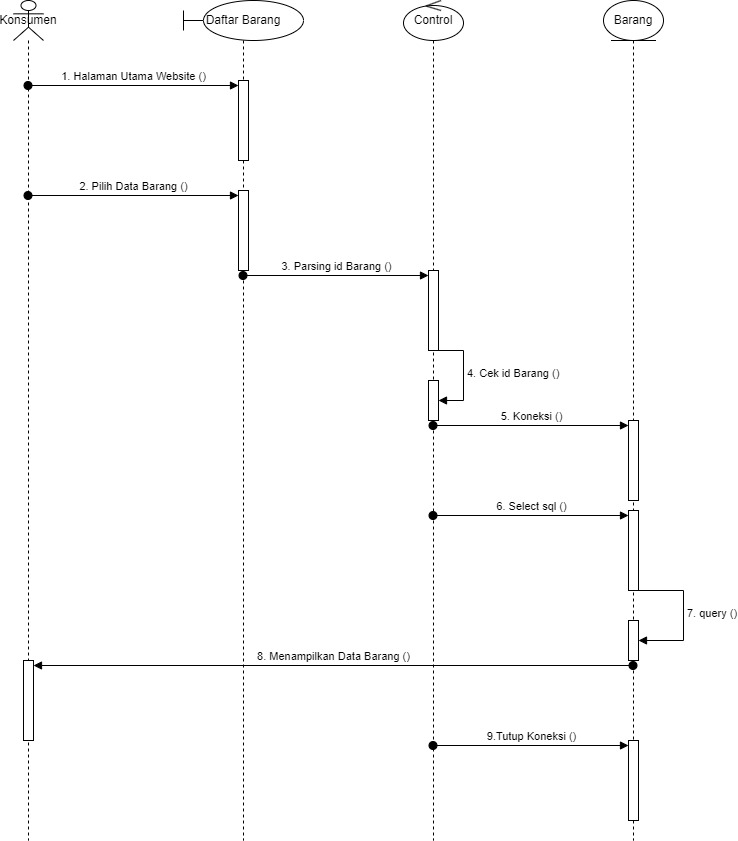 Konsumen
Daftar Barang
Control
Barang
1. Halaman Utama Website ()
2. Pilih Data Barang ()
3. Parsing id Barang ()
4. Cek id Barang ()
5. Koneksi ()
6. Select sql ()
7. query ()
8. Menampilkan Data Barang ()
9.Tutup Koneksi ()